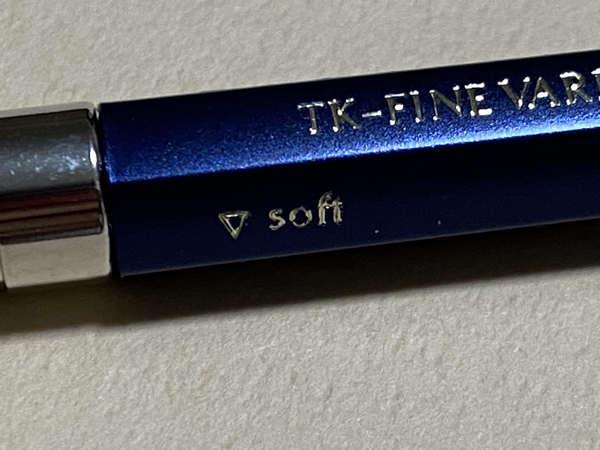 TK-FINE VARI
▽ soft